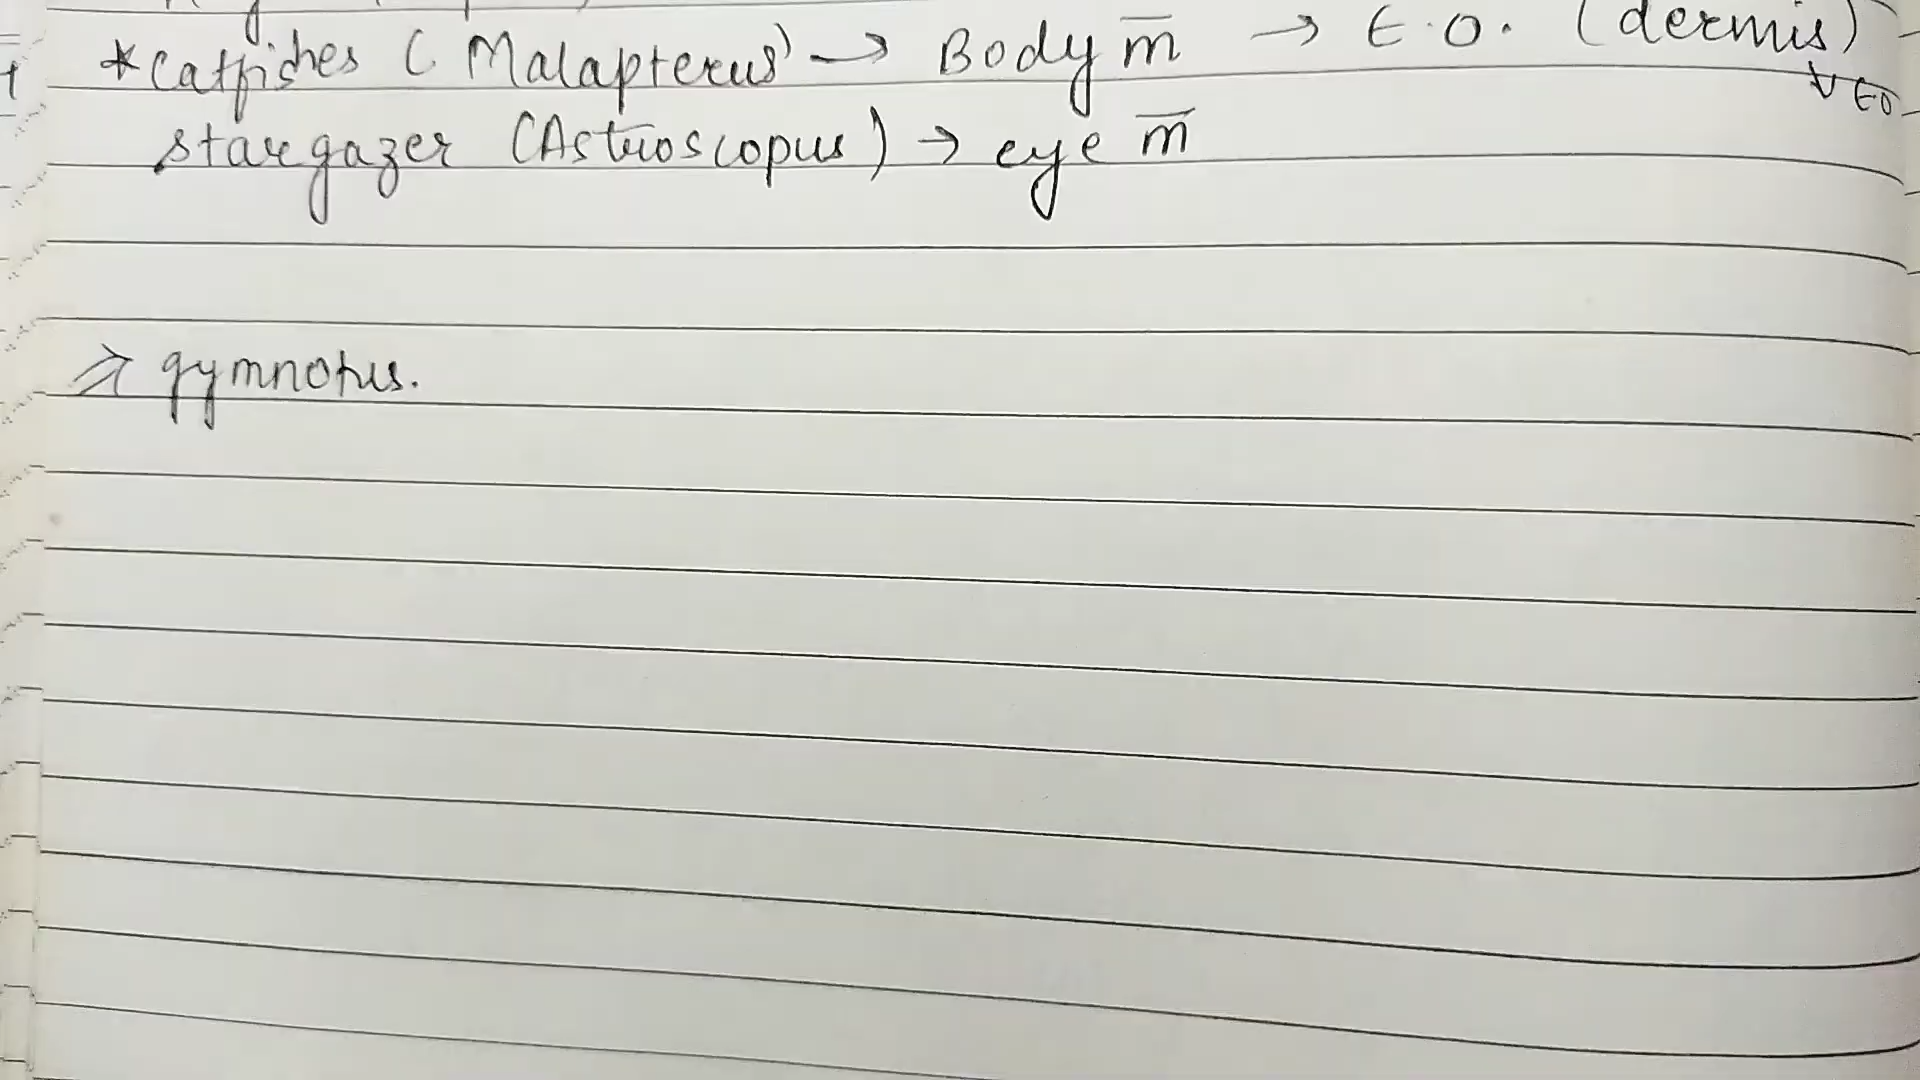 *Catfishes (Malapterus) → Body m̅ → E.O. (dermis)
↓ EO
stargazer (Astroscopus) → eye m̅
⇒ gymnotus.